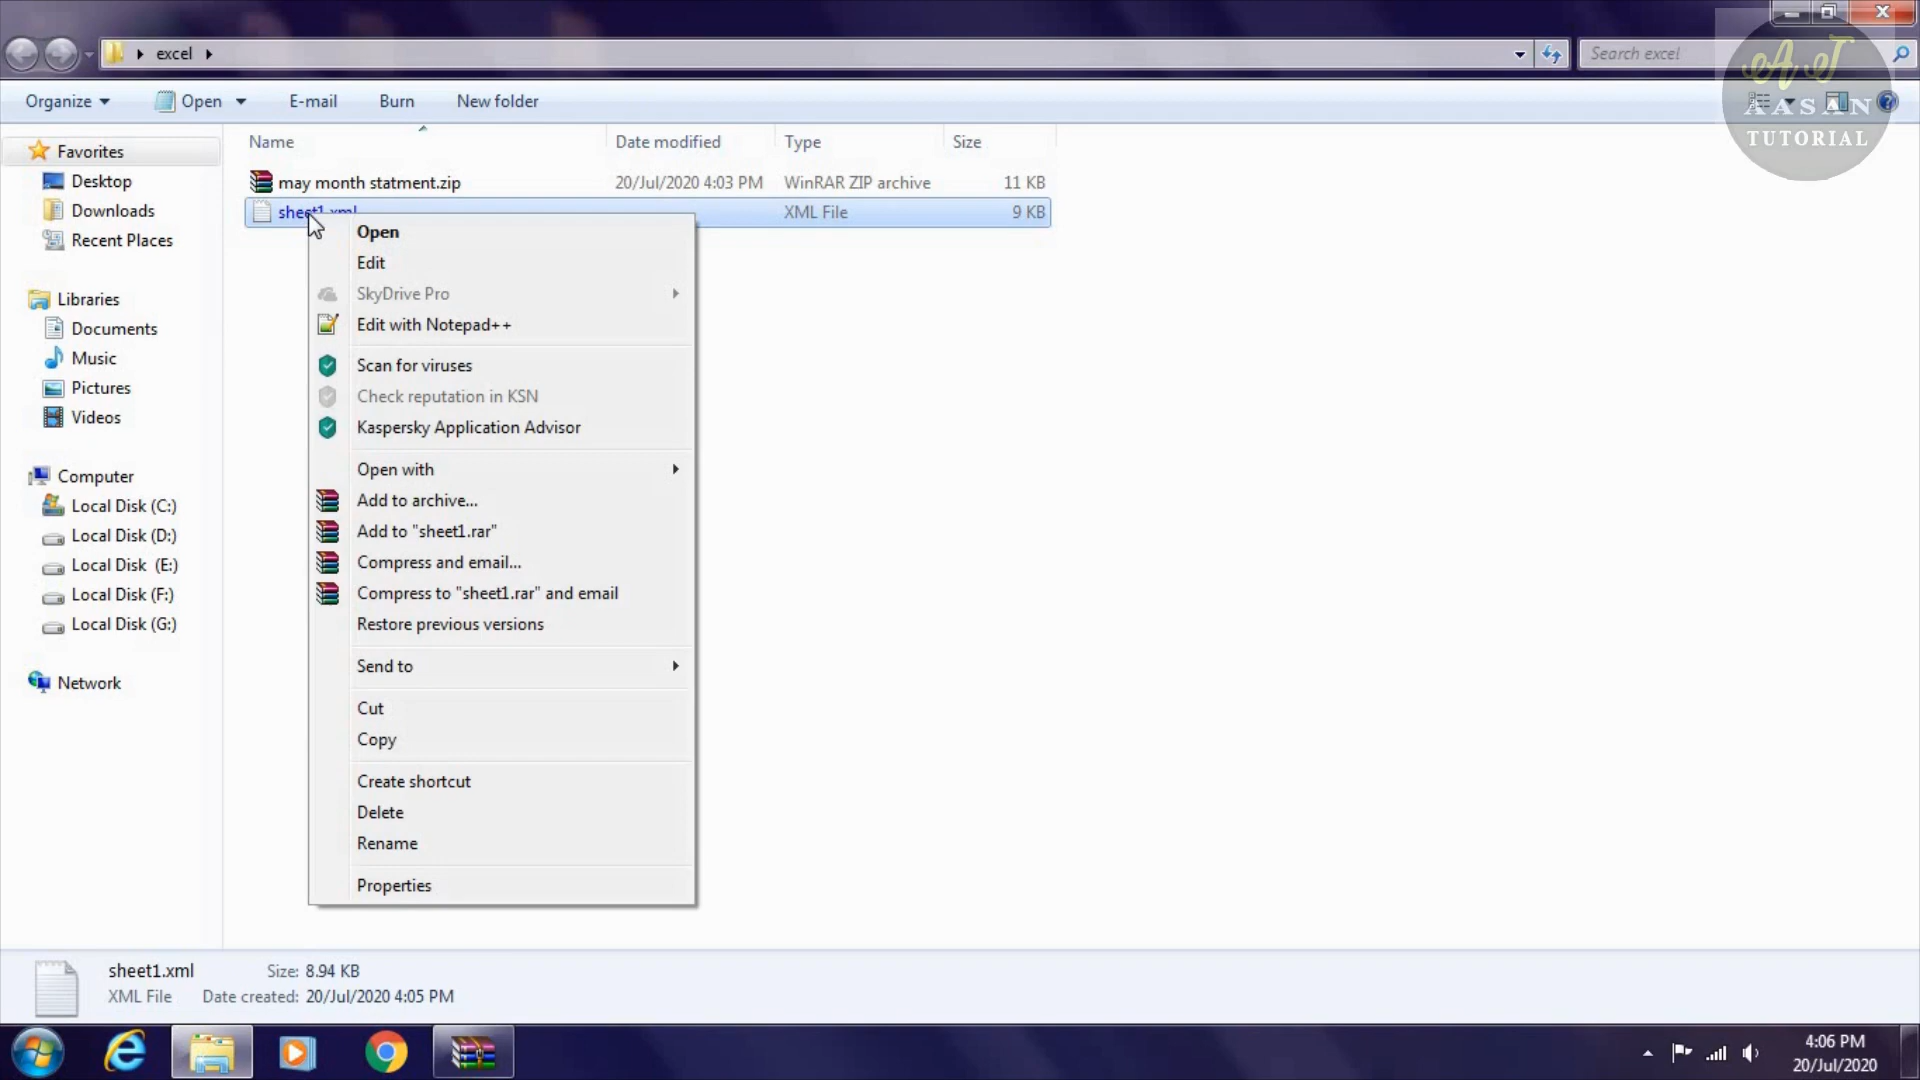 excel
Search excel
Organize
Open
E-mail
Burn
New folder
AJ
AASAN
TUTORIAL
Name
Date modified
Type
Size
may month statment.zip
20/Jul/2020 4:03 PM
WinRAR ZIP archive
11 KB
sheet1.xml
XML File
9 KB
Favorites
Desktop
Downloads
Recent Places
Libraries
Documents
Music
Pictures
Videos
Computer
Local Disk (C:)
Local Disk (D:)
Local Disk (E:)
Local Disk (F:)
Local Disk (G:)
Network
Open
Edit
SkyDrive Pro
Edit with Notepad++
Scan for viruses
Check reputation in KSN
Kaspersky Application Advisor
Open with
Add to archive...
Add to "sheet1.rar"
Compress and email...
Compress to "sheet1.rar" and email
Restore previous versions
Send to
Cut
Copy
Create shortcut
Delete
Rename
Properties
sheet1.xml
Size: 8.94 KB
XML File
Date created: 20/Jul/2020 4:05 PM
4:06 PM
20/Jul/2020